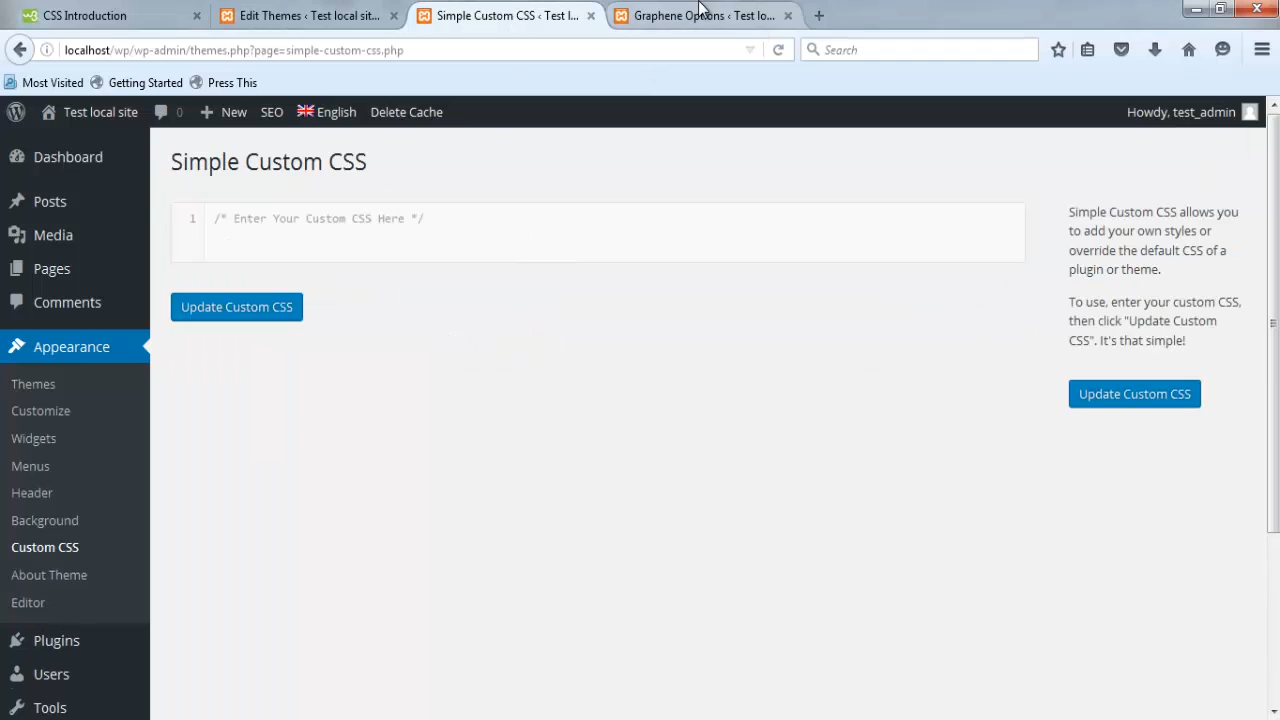 CSS Introduction
Edit Themes ‹ Test local sit...
Simple Custom CSS ‹ Test l...
Graphene Options ‹ Test lo...
localhost/wp/wp-admin/themes.php?page=simple-custom-css.php
Search
Most Visited
Getting Started
Press This
Test local site
0
New
SEO
English
Delete Cache
Howdy, test_admin
Dashboard
Posts
Media
Pages
Comments
Appearance
Themes
Customize
Widgets
Menus
Header
Background
Custom CSS
About Theme
Editor
Plugins
Users
Tools
Simple Custom CSS
1
/* Enter Your Custom CSS Here */
Update Custom CSS
Simple Custom CSS allows you
to add your own styles or
override the default CSS of a
plugin or theme.
To use, enter your custom CSS,
then click "Update Custom
CSS". It's that simple!
Update Custom CSS